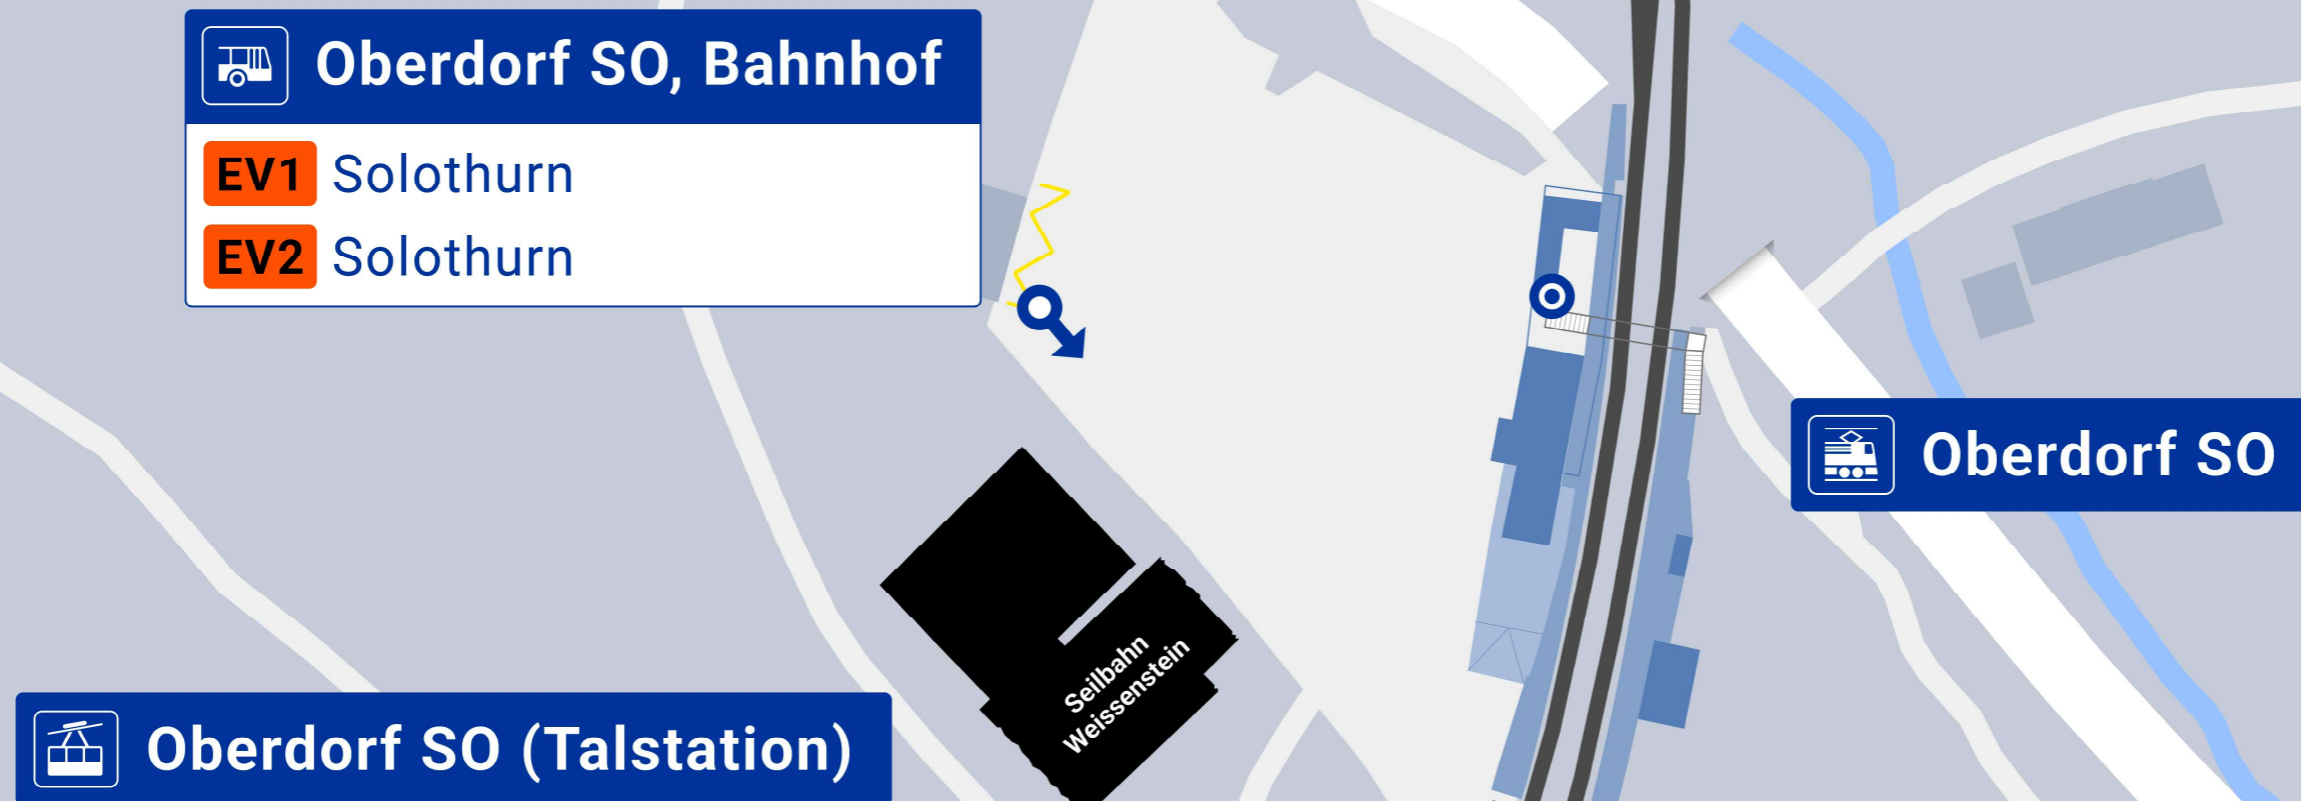 Oberdorf SO, Bahnhof
EV1 Solothurn
EV2 Solothurn
Oberdorf SO
Seilbahn
Weissenstein
Oberdorf SO (Talstation)